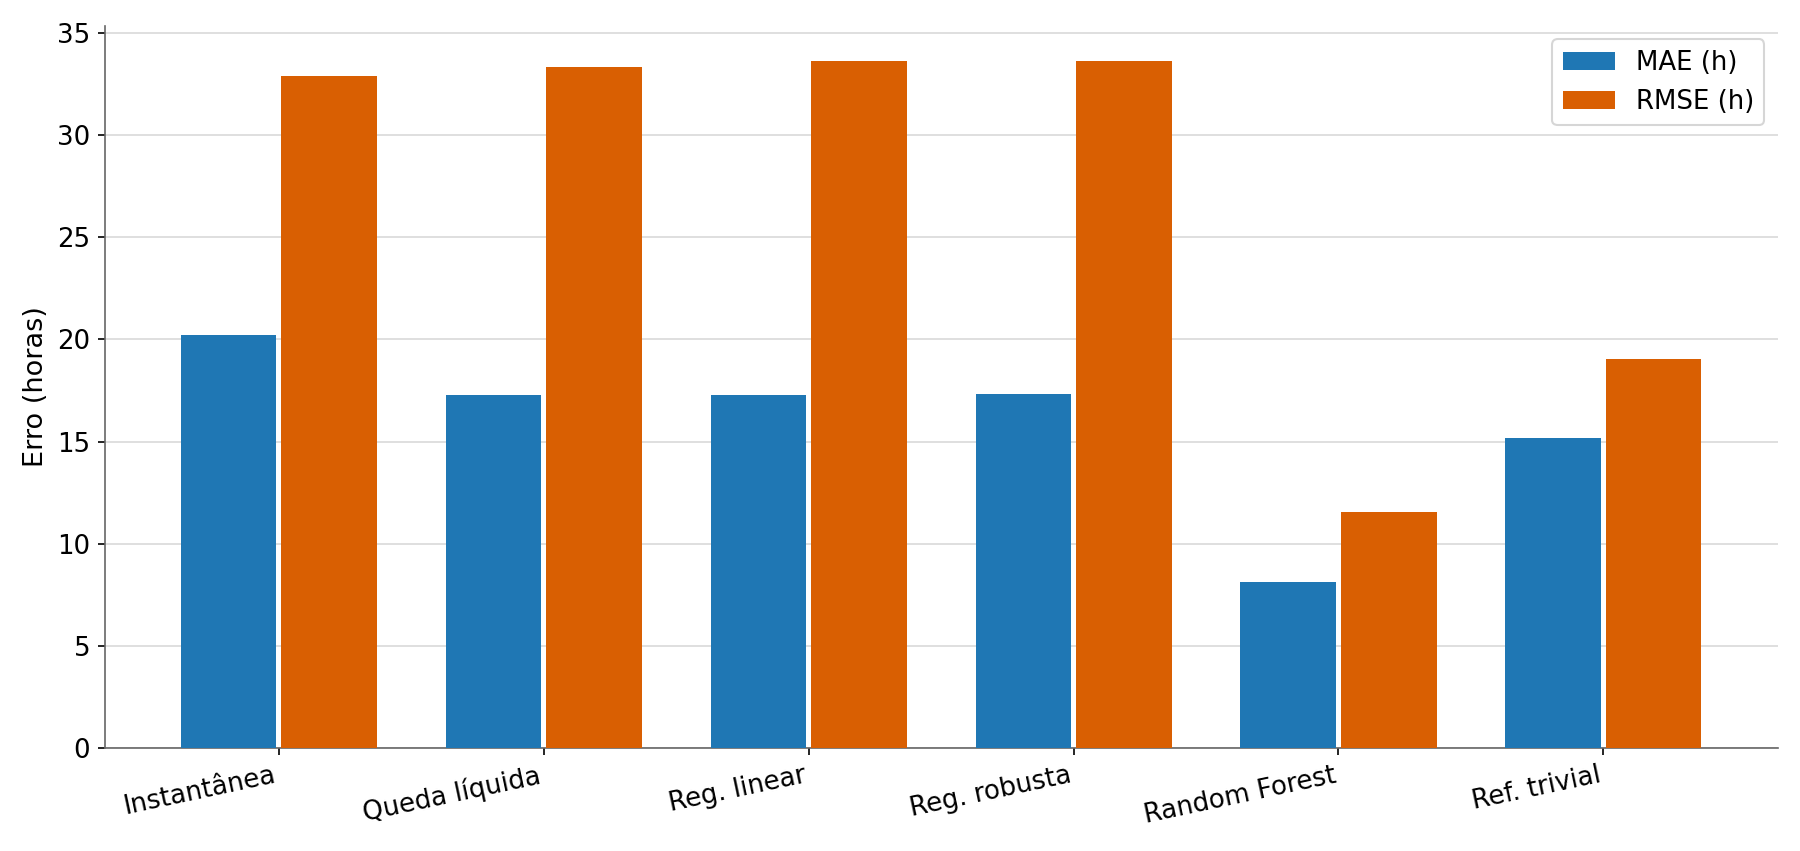 35
30
25
20
15
10
5
0
Erro (horas)
MAE (h)
RMSE (h)
Instantânea
Queda líquida
Reg. linear
Reg. robusta
Random Forest
Ref. trivial